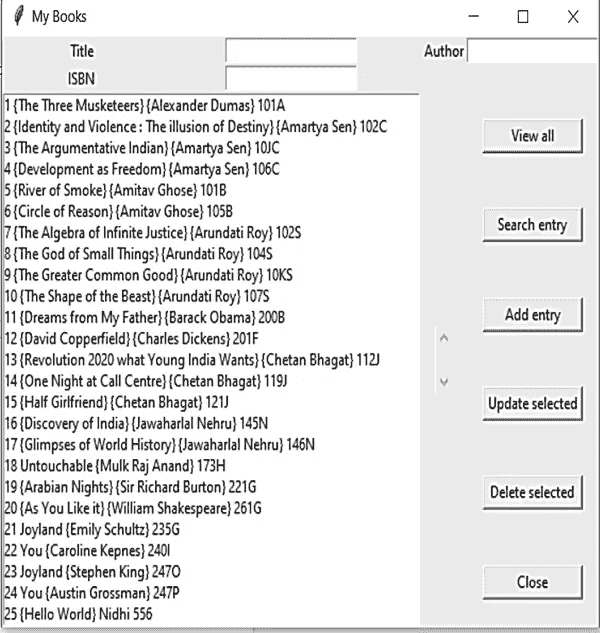 My Books
Title
Author
ISBN
1 {The Three Musketeers} {Alexander Dumas} 101A
2 {Identity and Violence : The illusion of Destiny} {Amartya Sen} 102C
3 {The Argumentative Indian} {Amartya Sen} 10JC
4 {Development as Freedom} {Amartya Sen} 106C
5 {River of Smoke} {Amitav Ghose} 101B
6 {Circle of Reason} {Amitav Ghose} 105B
7 {The Algebra of Infinite Justice} {Arundati Roy} 102S
8 {The God of Small Things} {Arundati Roy} 104S
9 {The Greater Common Good} {Arundati Roy} 10KS
10 {The Shape of the Beast} {Arundati Roy} 107S
11 {Dreams from My Father} {Barack Obama} 200B
12 {David Copperfield} {Charles Dickens} 201F
13 {Revolution 2020 what Young India Wants} {Chetan Bhagat} 112J
14 {One Night at Call Centre} {Chetan Bhagat} 119J
15 {Half Girlfriend} {Chetan Bhagat} 121J
16 {Discovery of India} {Jawaharlal Nehru} 145N
17 {Glimpses of World History} {Jawaharlal Nehru} 146N
18 Untouchable {Mulk Raj Anand} 173H
19 {Arabian Nights} {Sir Richard Burton} 221G
20 {As You Like it} {William Shakespeare} 261G
21 Joyland {Emily Schultz} 235G
22 You {Caroline Kepnes} 240I
23 Joyland {Stephen King} 247O
24 You {Austin Grossman} 247P
25 {Hello World} Nidhi 556
View all
Search entry
Add entry
Update selected
Delete selected
Close